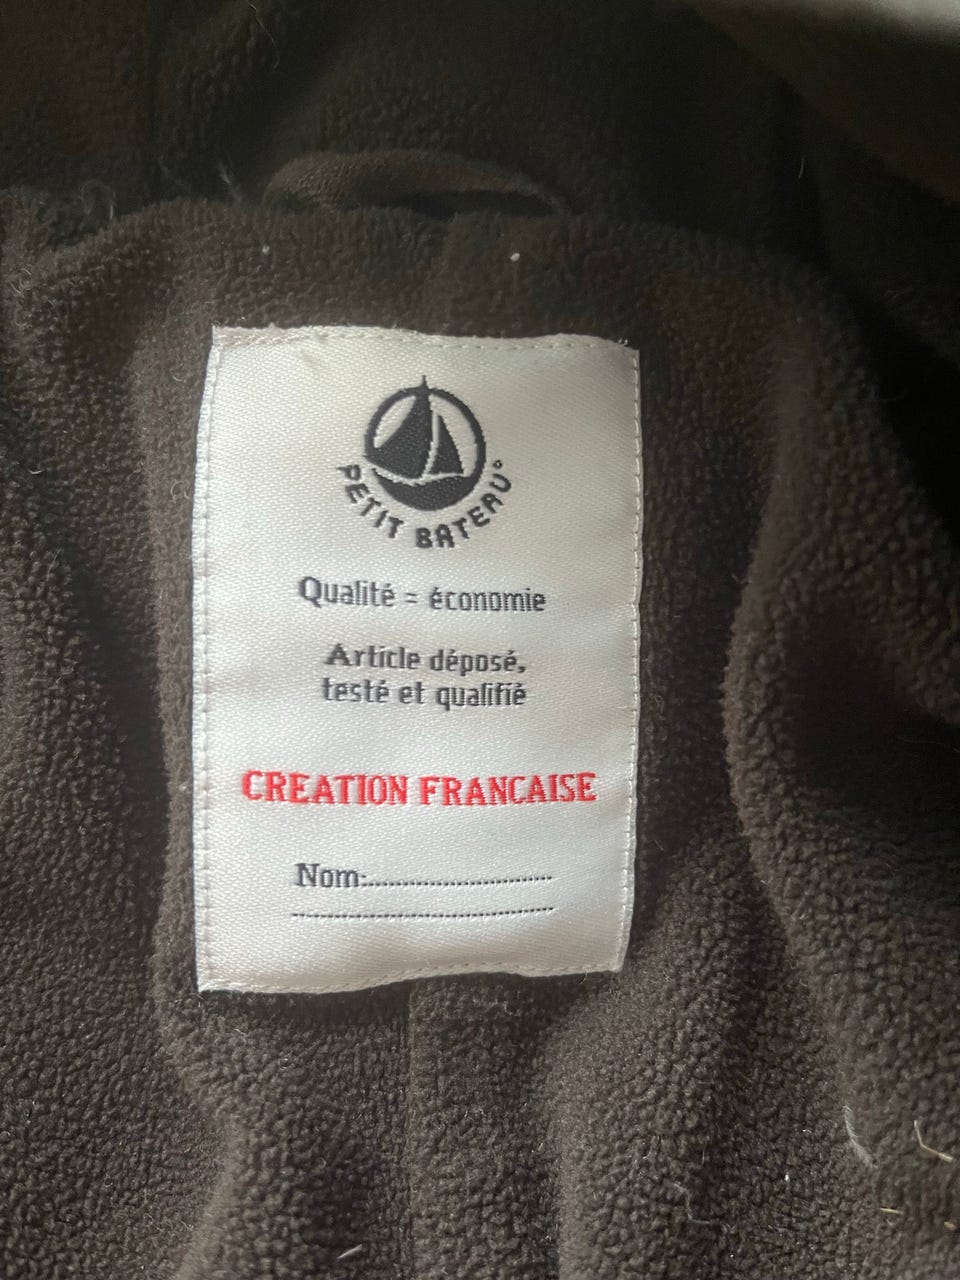 PETIT BATEAU®
Qualité = économie
Article déposé,
testé et qualifié
CREATION FRANCAISE
Nom: